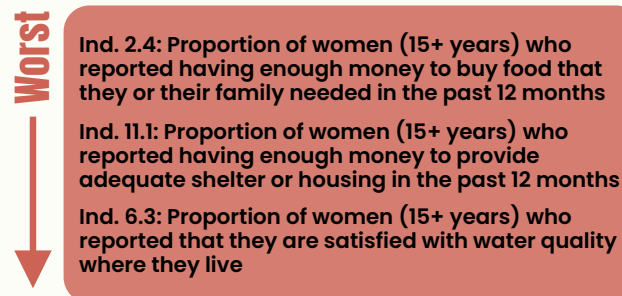 Worst
Ind. 2.4: Proportion of women (15+ years) who
reported having enough money to buy food that
they or their family needed in the past 12 months
Ind. 11.1: Proportion of women (15+ years) who
reported having enough money to provide
adequate shelter or housing in the past 12 months
Ind. 6.3: Proportion of women (15+ years) who
reported that they are satisfied with water quality
where they live